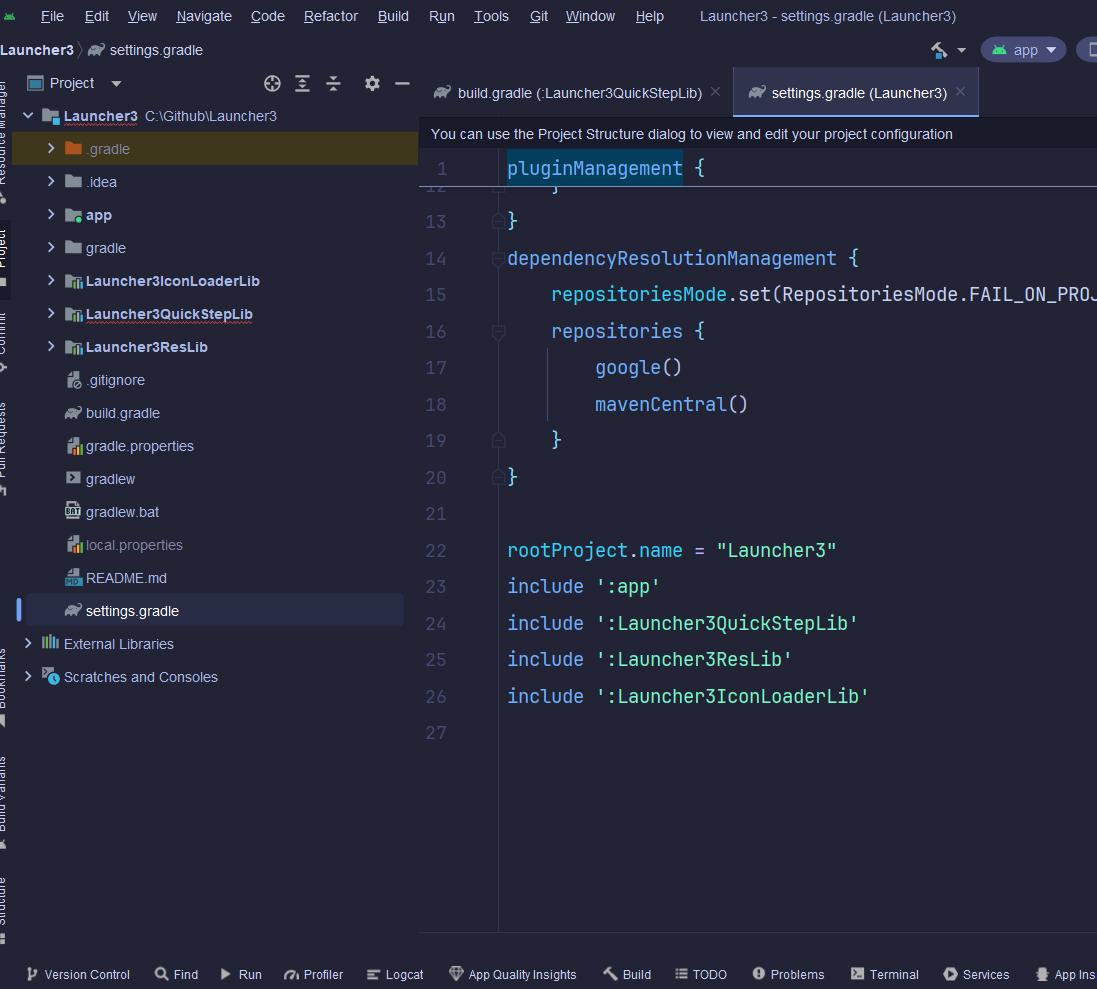 File Edit View Navigate Code Refactor Build Run Tools Git Window Help Launcher3 - settings.gradle (Launcher3)
Launcher3 settings.gradle
app
Project
build.gradle (:Launcher3QuickStepLib)
settings.gradle (Launcher3)
Launcher3 C:\Github\Launcher3
.gradle
.idea
app
gradle
Launcher3IconLoaderLib
Launcher3QuickStepLib
Launcher3ResLib
.gitignore
build.gradle
gradle.properties
gradlew
gradlew.bat
local.properties
README.md
settings.gradle
External Libraries
Scratches and Consoles
Resource Manager
Project
Commit
Pull Requests
Bookmarks
Build Variants
Structure
You can use the Project Structure dialog to view and edit your project configuration
1 pluginManagement {
12 }
13 }
14 dependencyResolutionManagement {
15 repositoriesMode.set(RepositoriesMode.FAIL_ON_PROJ
16 repositories {
17 google()
18 mavenCentral()
19 }
20 }
21
22 rootProject.name = "Launcher3"
23 include ':app'
24 include ':Launcher3QuickStepLib'
25 include ':Launcher3ResLib'
26 include ':Launcher3IconLoaderLib'
27
Version Control Find Run Profiler Logcat App Quality Insights Build TODO Problems Terminal Services App Ins